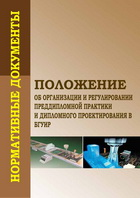 НОРМАТИВНЫЕ ДОКУМЕНТЫ
ПОЛОЖЕНИЕ
ОБ ОРГАНИЗАЦИИ И РЕГУЛИРОВАНИИ
ПРЕДДИПЛОМНОЙ ПРАКТИКИ
И ДИПЛОМНОГО ПРОЕКТИРОВАНИЯ В
БГУИР